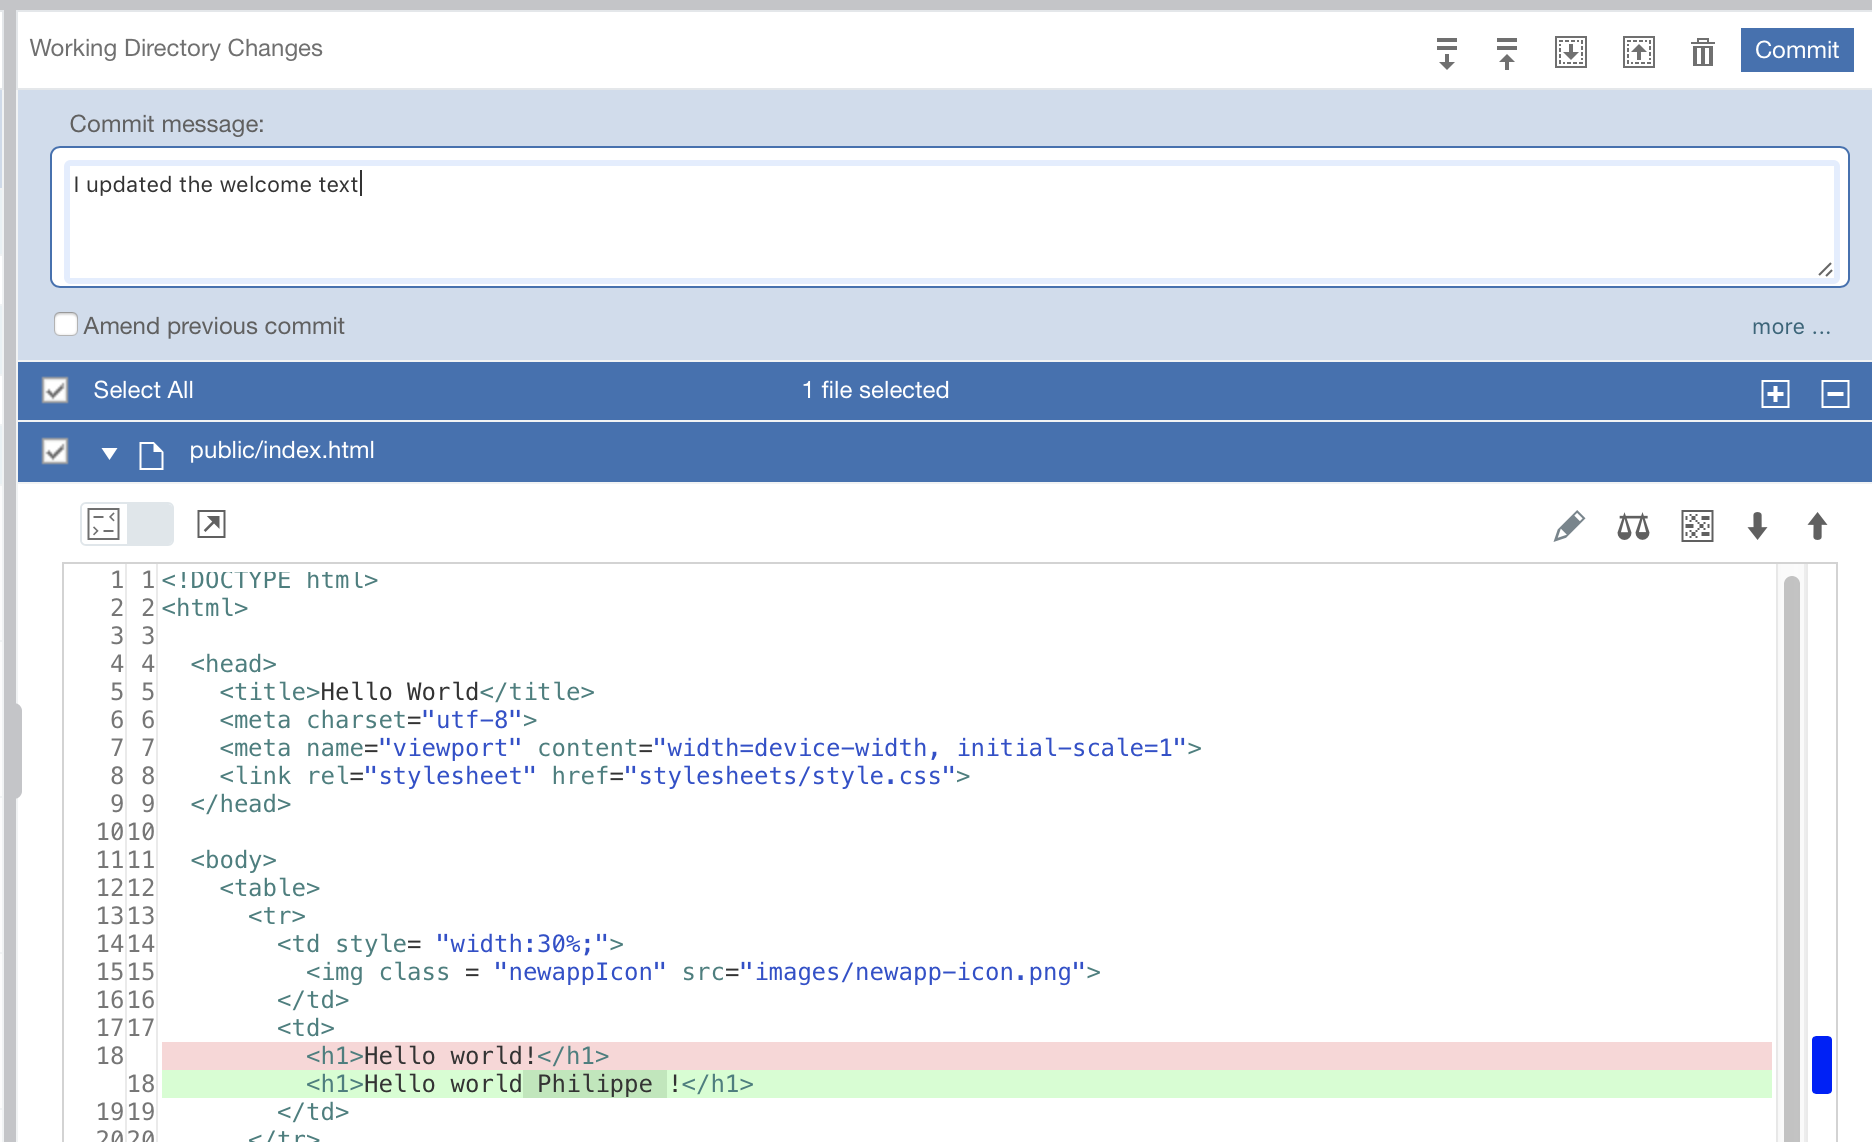 Working Directory Changes
Commit
Commit message:
I updated the welcome text
Amend previous commit
more ...
Select All
1 file selected
public/index.html
1 1 <!DOCTYPE html>
2 2 <html>
3 3
4 4 <head>
5 5 <title>Hello World</title>
6 6 <meta charset="utf-8">
7 7 <meta name="viewport" content="width=device-width, initial-scale=1">
8 8 <link rel="stylesheet" href="stylesheets/style.css">
9 9 </head>
10 10
11 11 <body>
12 12 <table>
13 13 <tr>
14 14 <td style= "width:30%;">
15 15 <img class = "newappIcon" src="images/newapp-icon.png">
16 16 </td>
17 17 <td>
18 <h1>Hello world!</h1>
18 <h1>Hello world Philippe !</h1>
19 19 </td>
20 20 </tr>